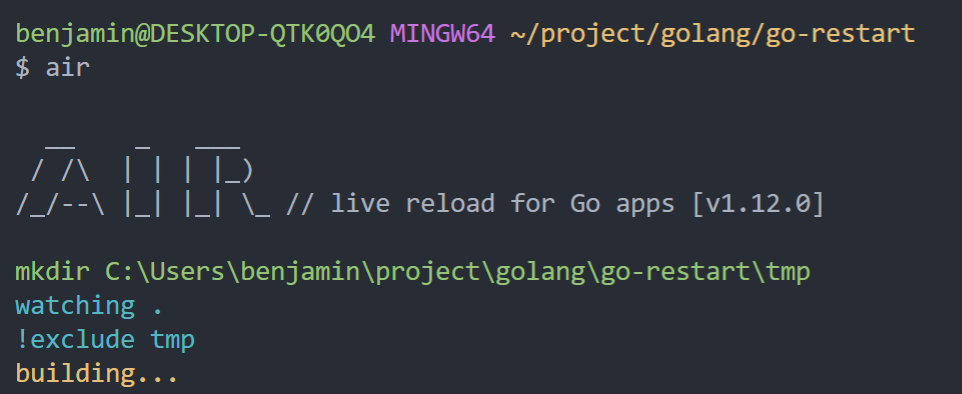 benjamin@DESKTOP-QTK0QO4 MINGW64 ~/project/golang/go-restart
$ air
  __    _   ___
 / /\  | | | |_)
/_/--\ |_| |_| \_ // live reload for Go apps [v1.12.0]
mkdir C:\Users\benjamin\project\golang\go-restart\tmp
watching .
!exclude tmp
building...